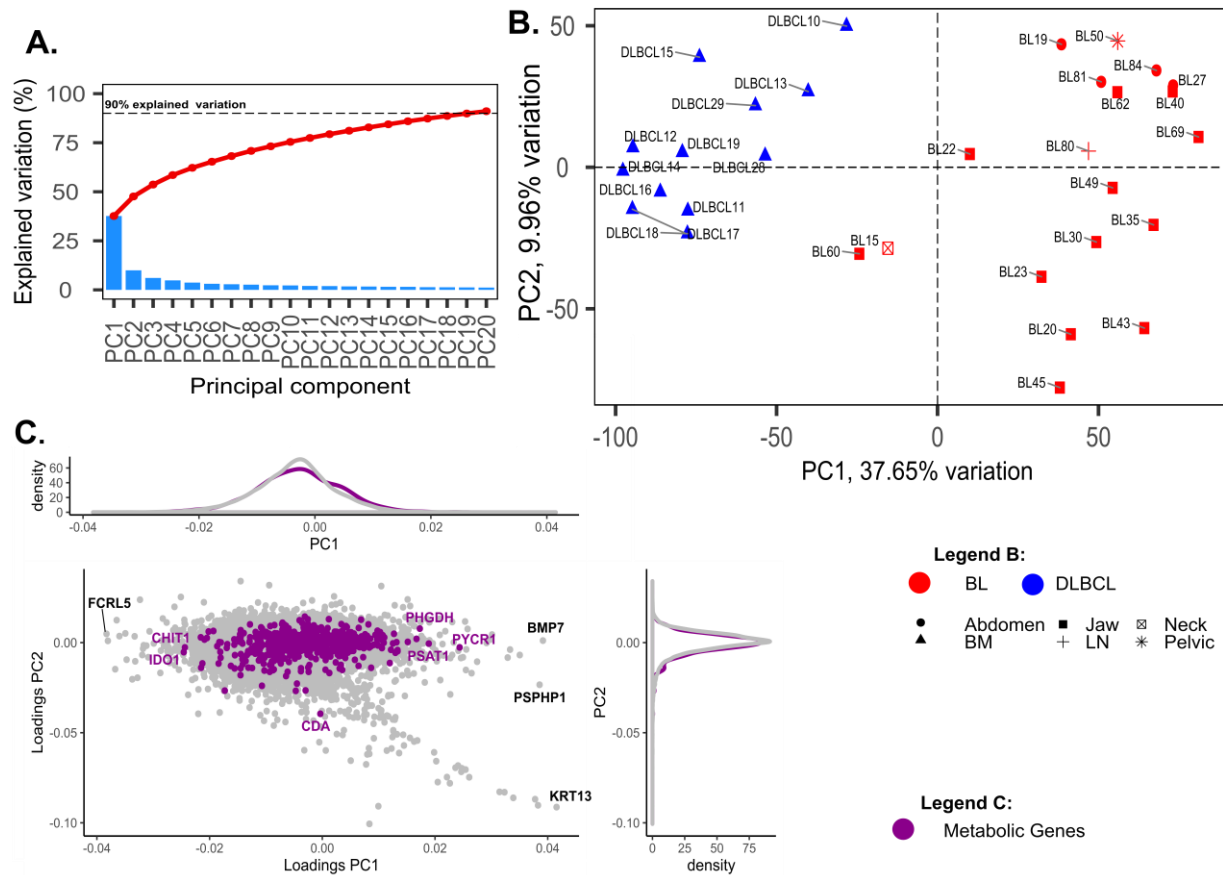 A.
Explained variation (%)
100
75
50
25
0
90% explained variation
PC1
PC2
PC3
PC4
PC5
PC6
PC7
PC8
PC9
PC10
PC11
PC12
PC13
PC14
PC15
PC16
PC17
PC18
PC19
PC20
Principal component
B.
PC2, 9.96% variation
50
0
-50
DLBCL10
DLBCL15
DLBCL13
DLBCL29
DLBCL12
DLBCL19
DLBCL14
DLBCL28
DLBCL16
DLBCL11
DLBCL18
DLBCL17
BL19
BL50
BL84
BL81
BL27
BL62
BL40
BL69
BL22
BL80
BL49
BL35
BL15
BL60
BL30
BL23
BL20
BL43
BL45
-100
-50
0
50
PC1, 37.65% variation
C.
density
60
40
20
0
-0.04
-0.02
0.00
0.02
0.04
PC1
Loadings PC2
0.00
-0.05
-0.10
FCRL5
CHIT1
IDO1
PHGDH
PYCR1
PSAT1
BMP7
PSPHP1
CDA
KRT13
-0.04
-0.02
0.00
0.02
0.04
Loadings PC1
PC2
0.00
-0.05
-0.10
0
25
50
75
density
Legend B:
BL DLBCL
Abdomen Jaw Neck
BM LN Pelvic
Legend C:
Metabolic Genes